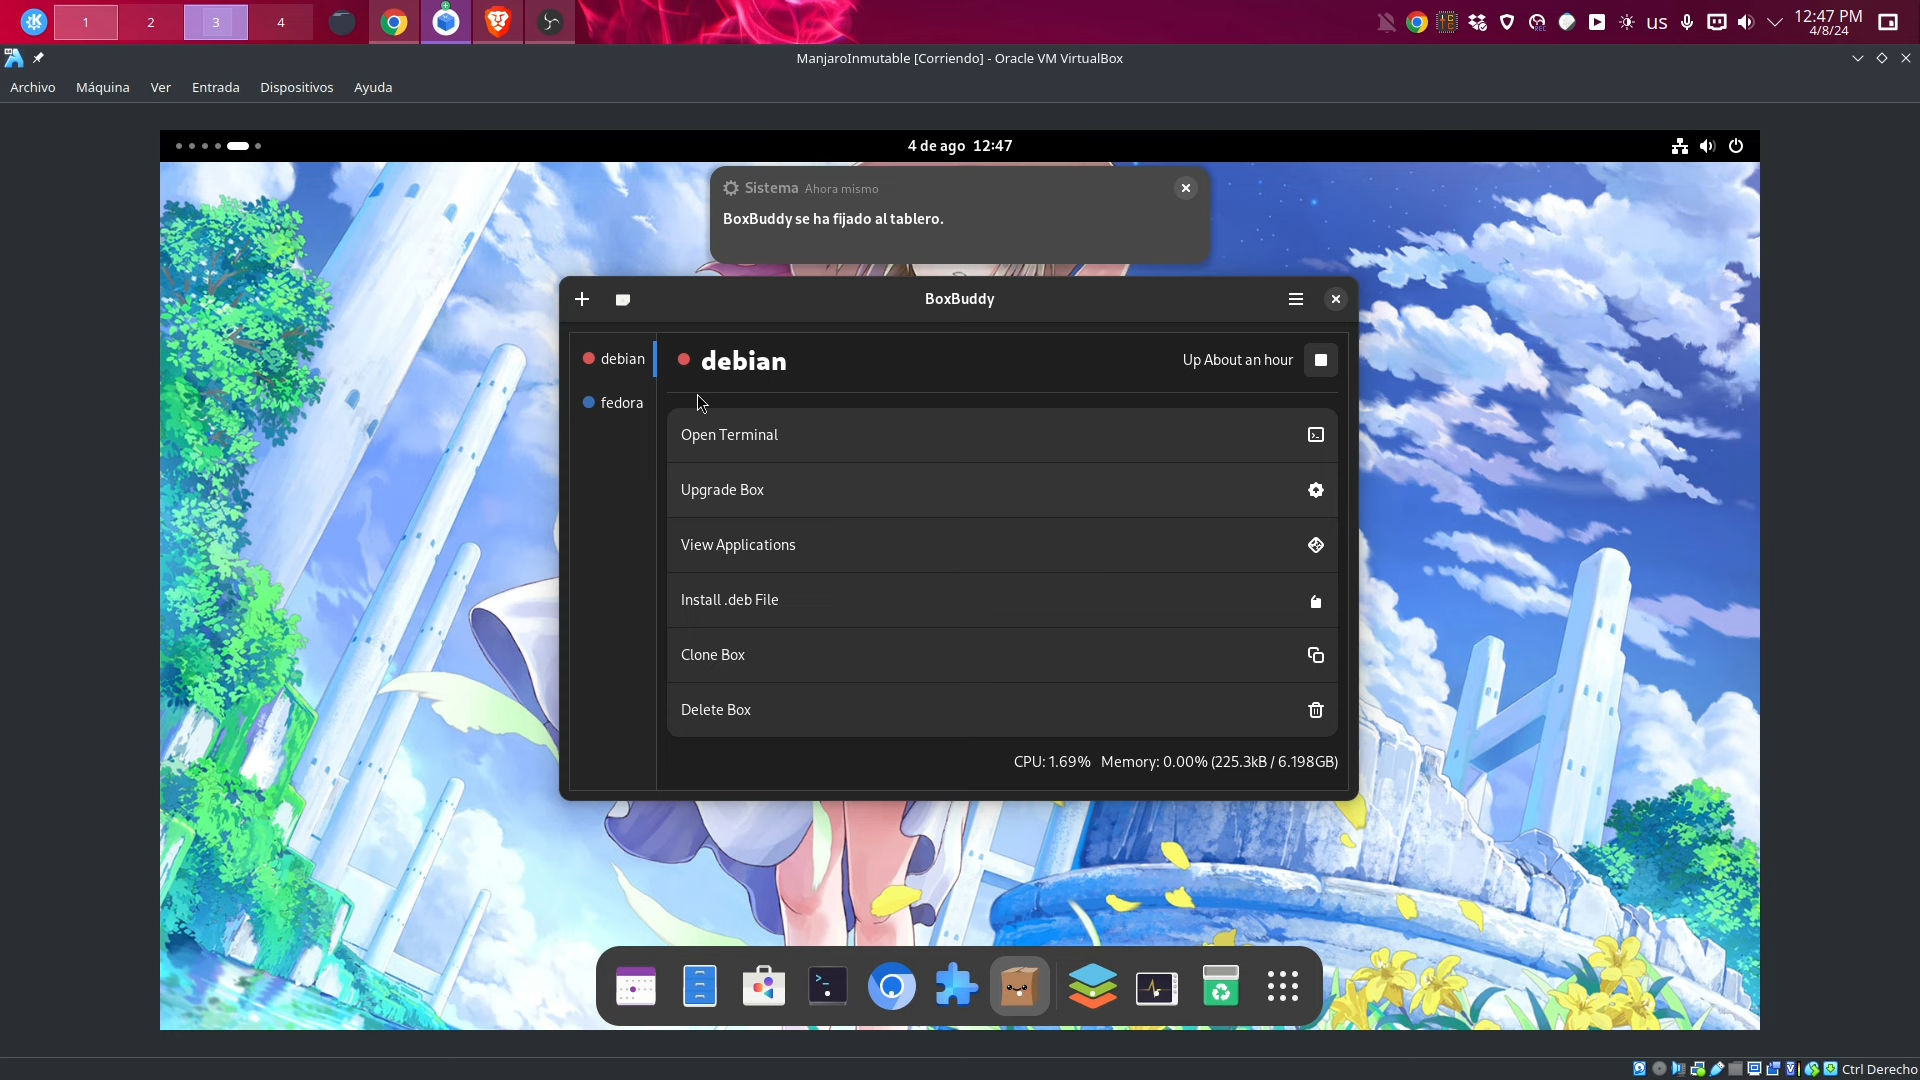 1 2 3 4
us
12:47 PM
4/8/24
ManjaroInmutable [Corriendo] - Oracle VM VirtualBox
Archivo Máquina Ver Entrada Dispositivos Ayuda
4 de ago 12:47
Sistema Ahora mismo
BoxBuddy se ha fijado al tablero.
BoxBuddy
debian
fedora
debian
Up About an hour
Open Terminal
Upgrade Box
View Applications
Install .deb File
Clone Box
Delete Box
CPU: 1.69% Memory: 0.00% (225.3kB / 6.198GB)
Ctrl Derecho